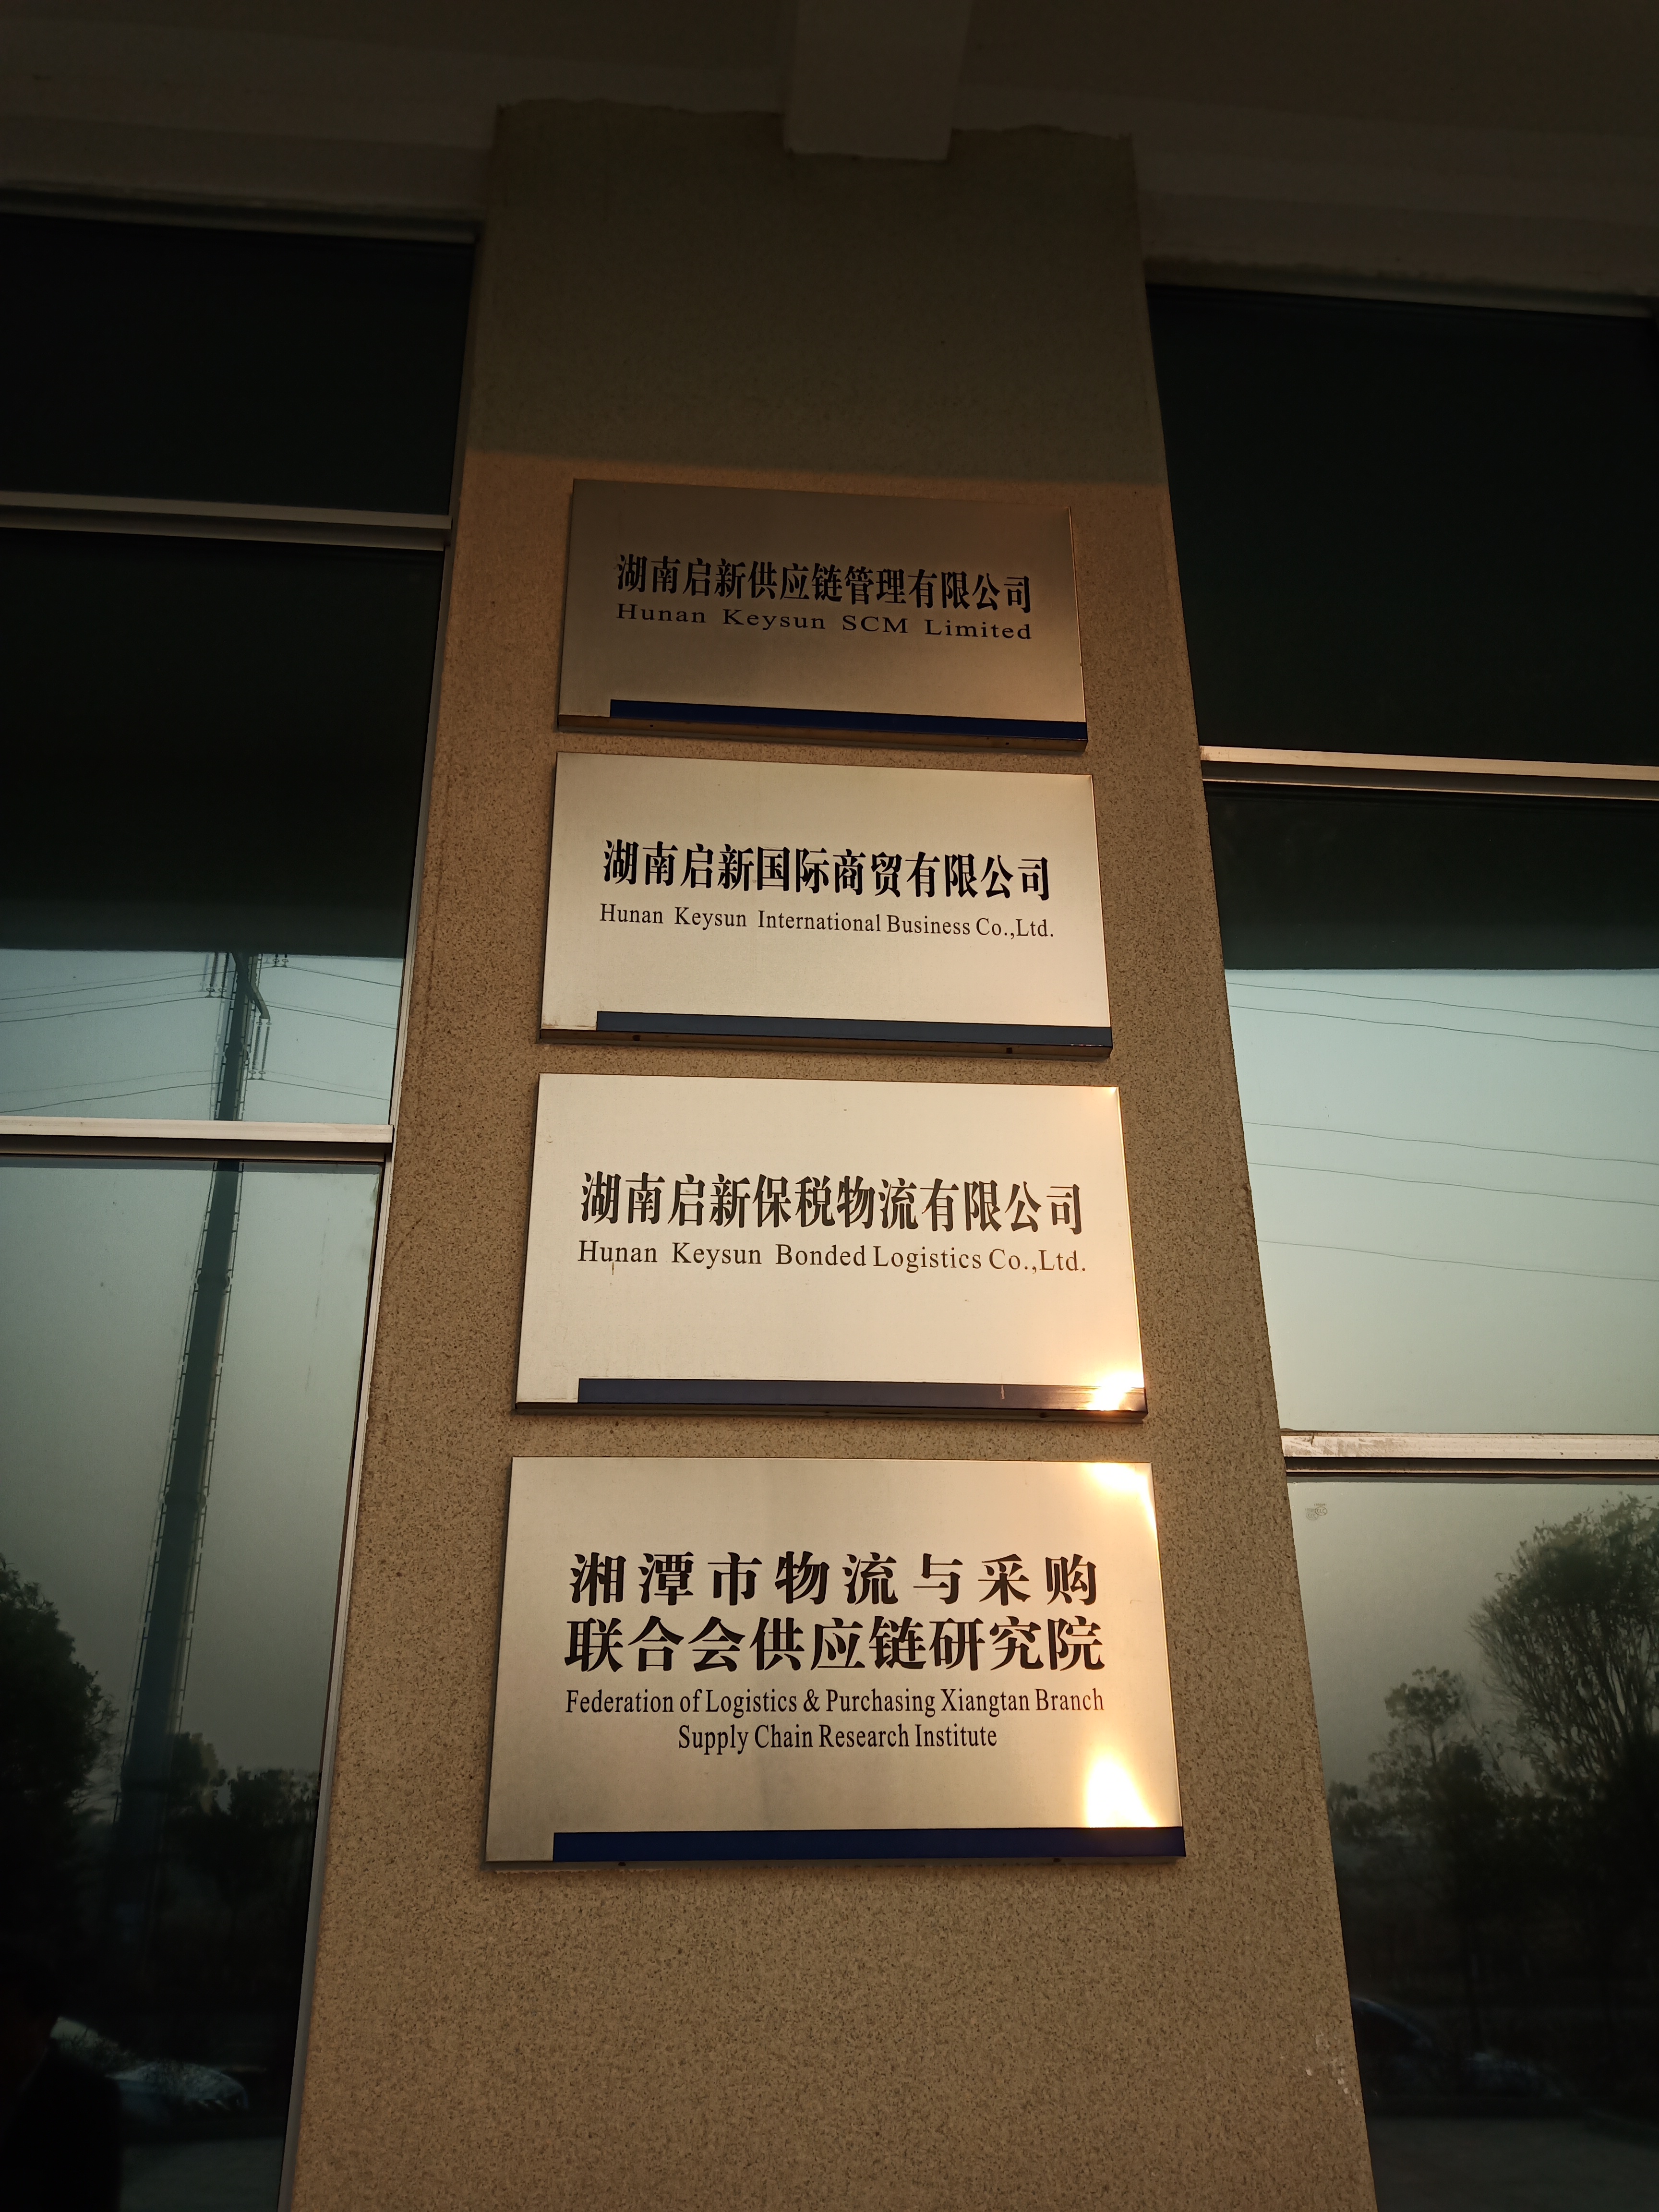 湖南启新供应链管理有限公司
Hunan Keysun SCM Limited
湖南启新国际商贸有限公司
Hunan Keysun International Business Co.,Ltd.
湖南启新保税物流有限公司
Hunan Keysun Bonded Logistics Co.,Ltd.
湘潭市物流与采购
联合会供应链研究院
Federation of Logistics & Purchasing Xiangtan Branch
Supply Chain Research Institute